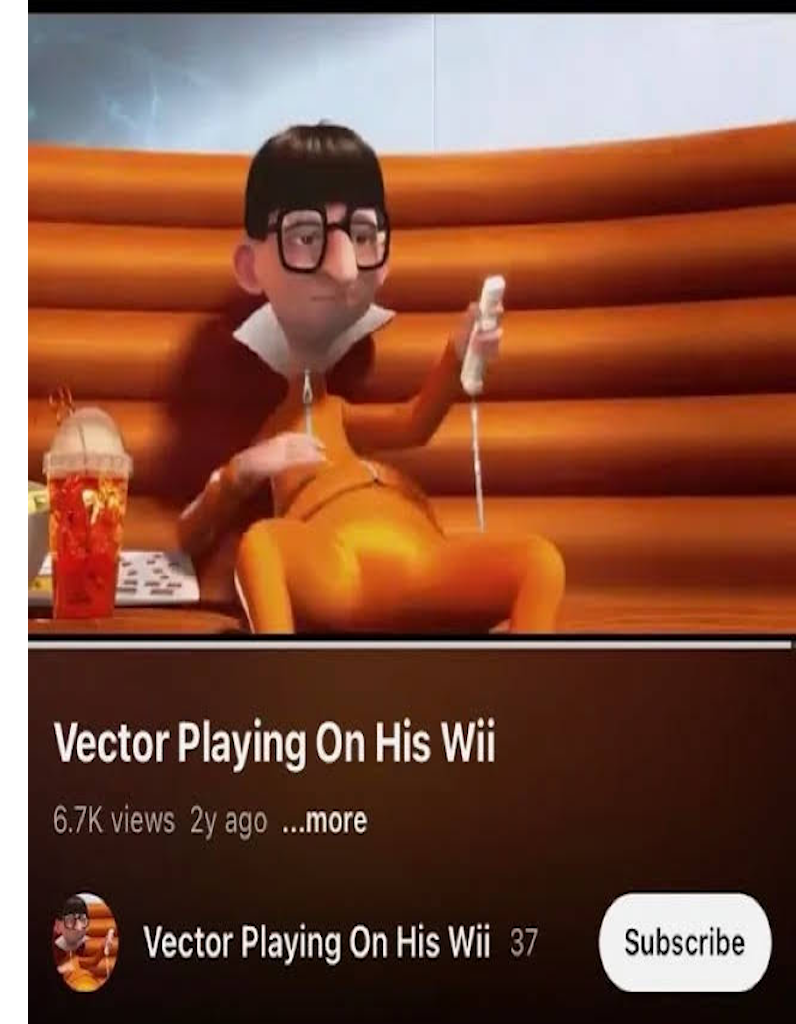 Vector Playing On His Wii
6.7K views 2y ago ...more
Vector Playing On His Wii 37 Subscribe